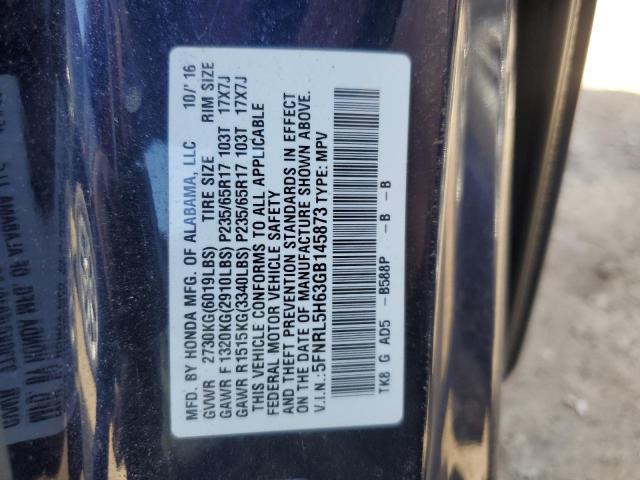 MFD. BY HONDA MFG. OF ALABAMA, LLC 10/'16
GVWR 2730KG(6019LBS) TIRE SIZE RIM SIZE
GAWR F 1320KG(2910LBS) P235/65R17 103T 17X7J
GAWR R1515KG(3340LBS) P235/65R17 103T 17X7J
THIS VEHICLE CONFORMS TO ALL APPLICABLE
FEDERAL MOTOR VEHICLE SAFETY
AND THEFT PREVENTION STANDARDS IN EFFECT
ON THE DATE OF MANUFACTURE SHOWN ABOVE.
V.I.N.:5FNRL5H63GB145873 TYPE: MPV
TK8 G AD5 -B588P -B -B